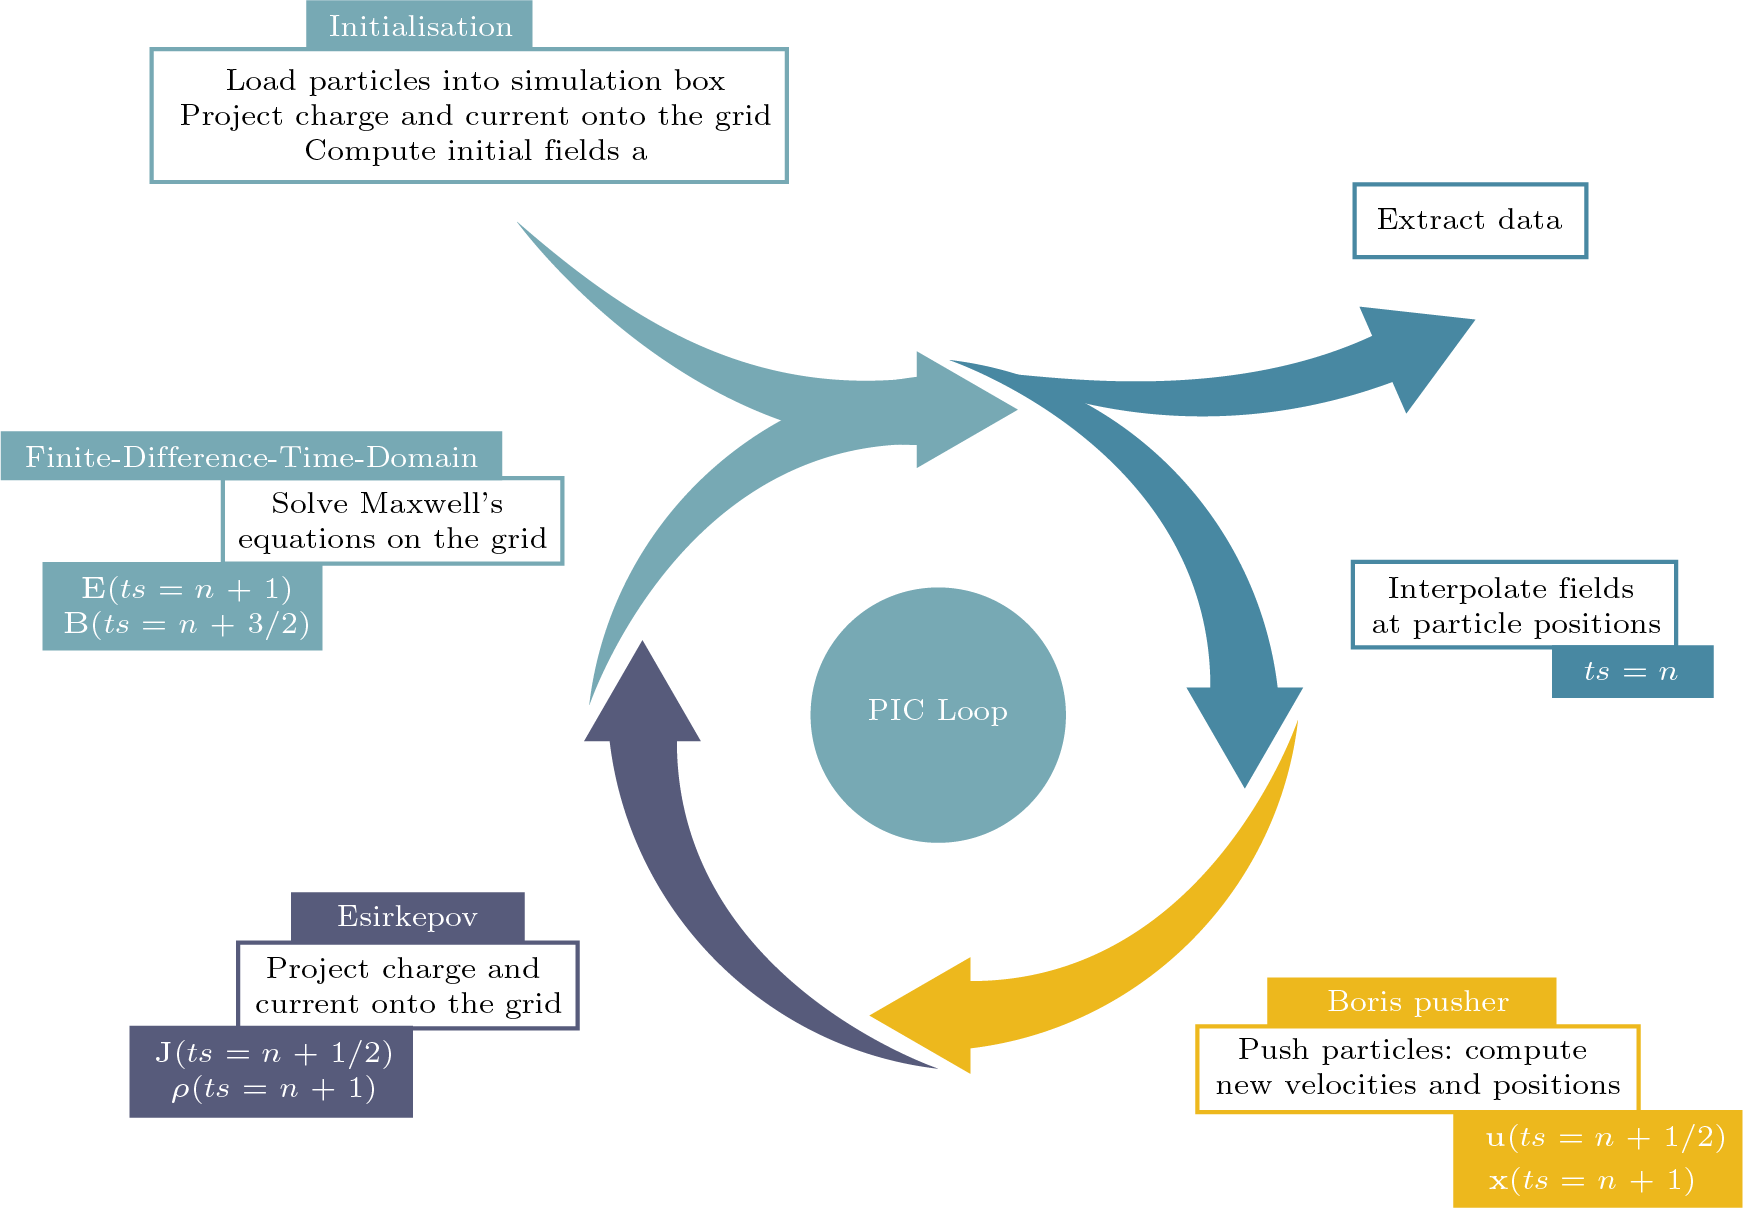 Initialisation
Load particles into simulation box
Project charge and current onto the grid
Compute initial fields a
Extract data
Finite-Difference-Time-Domain
Solve Maxwell's
equations on the grid
E(ts = n + 1)
B(ts = n + 3/2)
Interpolate fields
at particle positions
ts = n
PIC Loop
Esirkepov
Project charge and
current onto the grid
J(ts = n + 1/2)
ρ(ts = n + 1)
Boris pusher
Push particles: compute
new velocities and positions
u(ts = n + 1/2)
x(ts = n + 1)